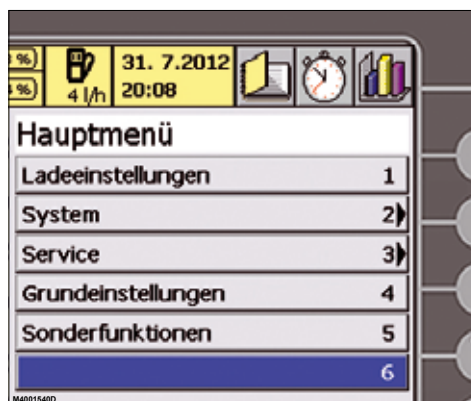 %) 31. 7.2012
%) 4 l/h 20:08
Hauptmenü
Ladeeinstellungen 1
System 2
Service 3
Grundeinstellungen 4
Sonderfunktionen 5
6
M4001540D